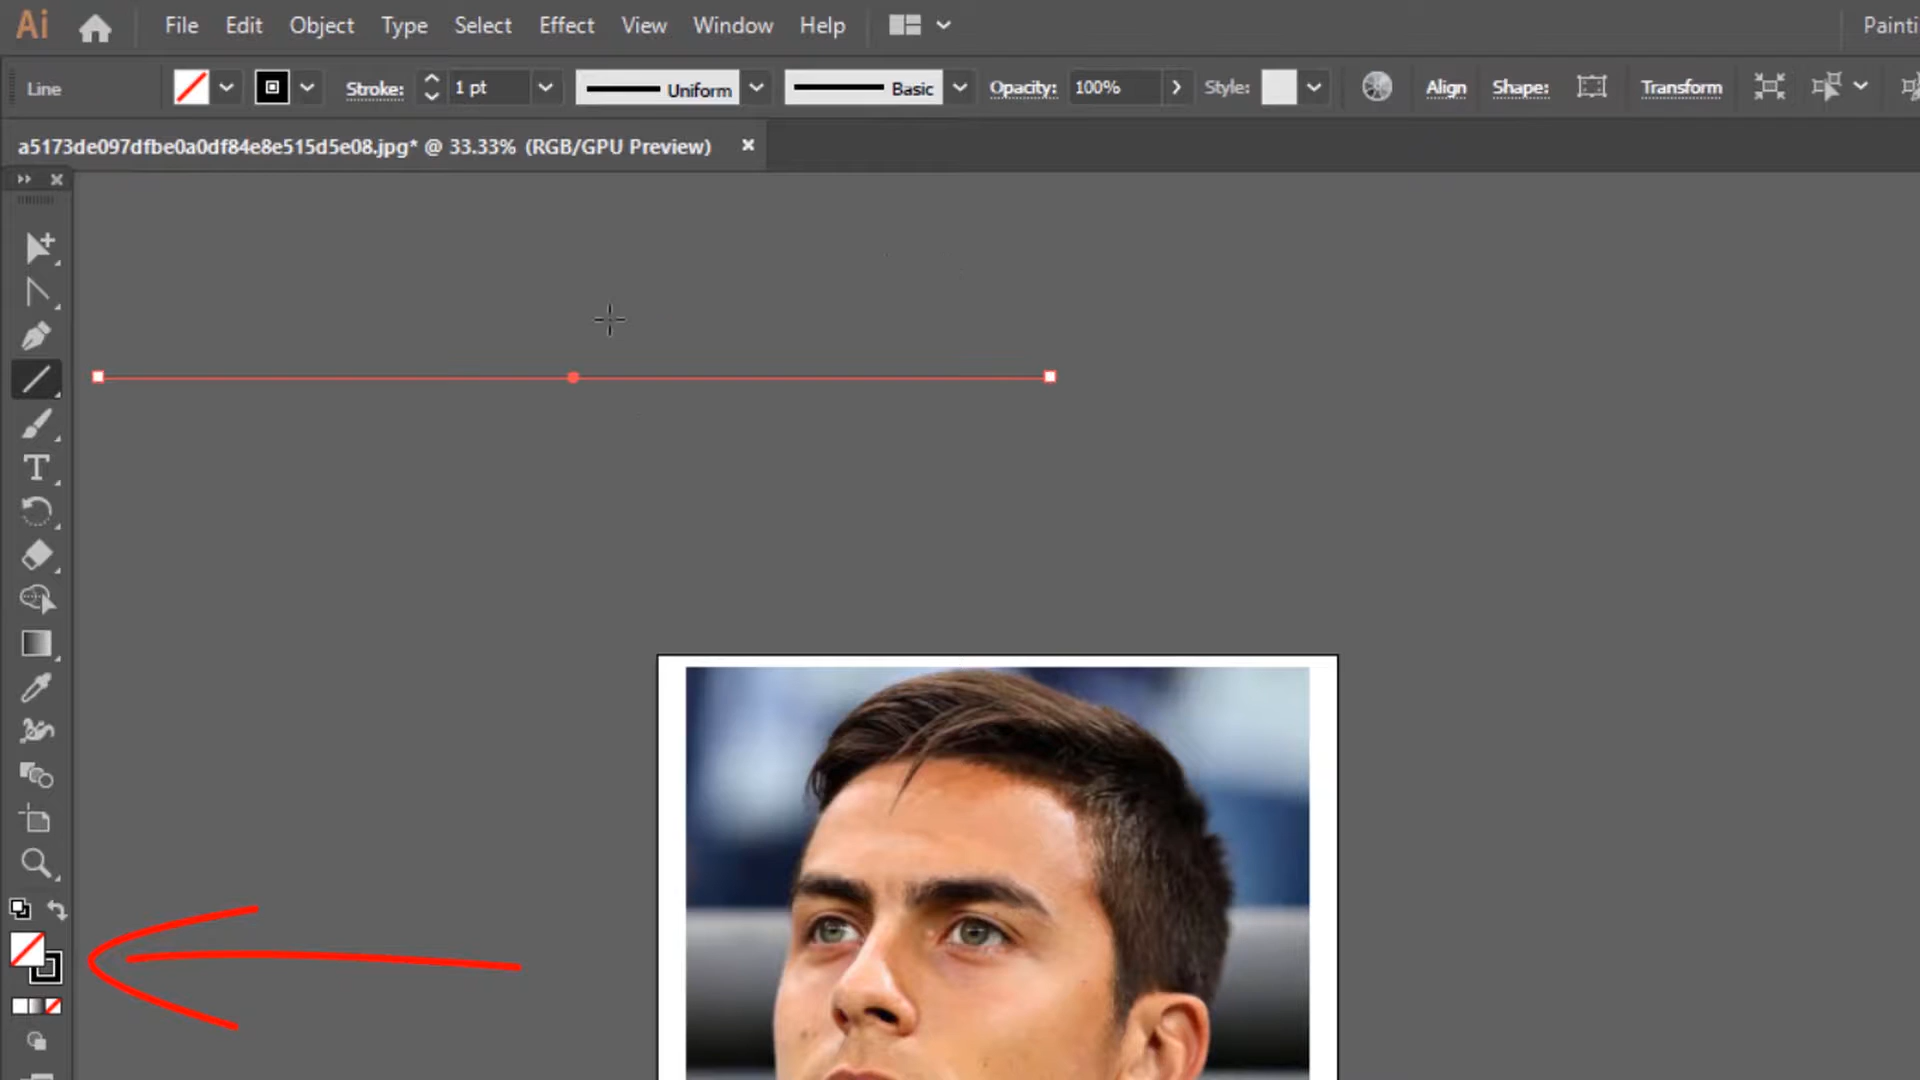 Ai File Edit Object Type Select Effect View Window Help Painti
Line Stroke: 1 pt Uniform Basic Opacity: 100% Style: Align Shape: Transform
a5173de097dfbe0a0df84e8e515d5e08.jpg* @ 33.33% (RGB/GPU Preview)